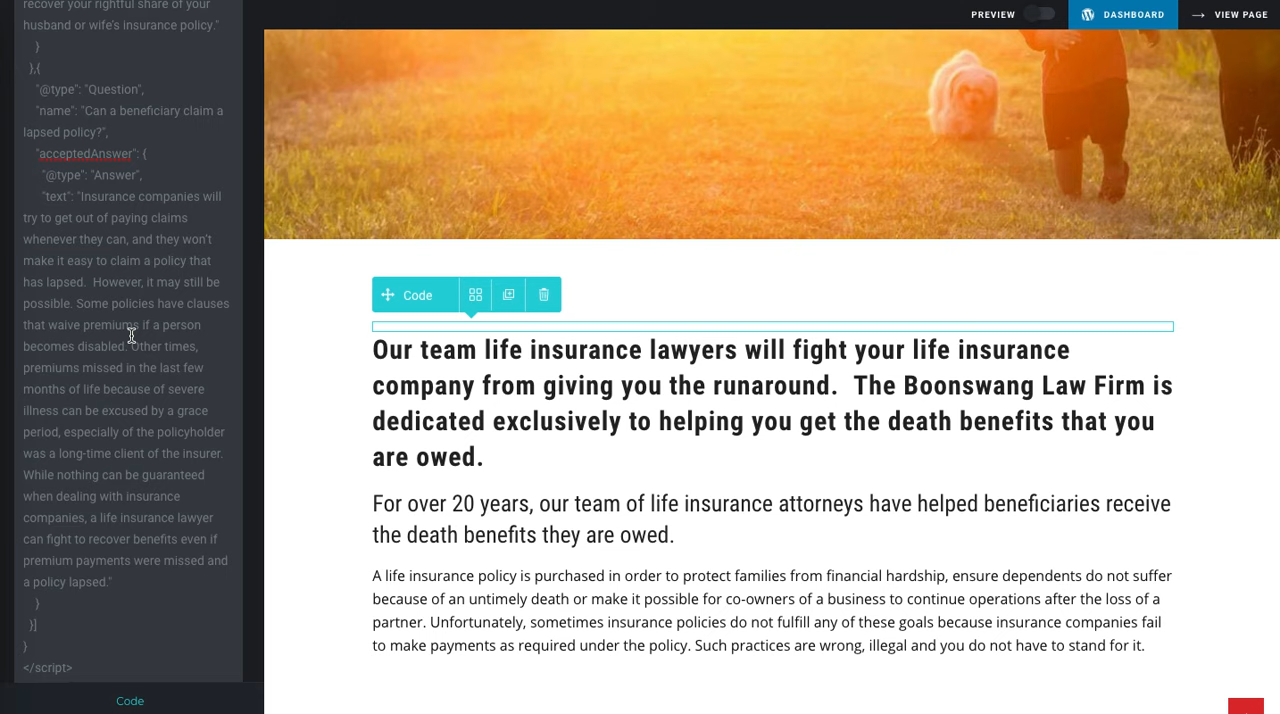 recover your rightful share of your
husband or wife's insurance policy."
}
},{
"@type": "Question",
"name": "Can a beneficiary claim a
lapsed policy?",
"acceptedAnswer": {
"@type": "Answer",
"text": "Insurance companies will
try to get out of paying claims
whenever they can, and they won't
make it easy to claim a policy that
has lapsed.  However, it may still be
possible. Some policies have clauses
that waive premiums if a person
becomes disabled. Other times,
premiums missed in the last few
months of life because of severe
illness can be excused by a grace
period, especially of the policyholder
was a long-time client of the insurer.
While nothing can be guaranteed
when dealing with insurance
companies, a life insurance lawyer
can fight to recover benefits even if
premium payments were missed and
a policy lapsed."
}
}]
}
</script>
Code
PREVIEW
DASHBOARD
→ VIEW PAGE
Code
Our team life insurance lawyers will fight your life insurance
company from giving you the runaround.  The Boonswang Law Firm is
dedicated exclusively to helping you get the death benefits that you
are owed.
For over 20 years, our team of life insurance attorneys have helped beneficiaries receive
the death benefits they are owed.
A life insurance policy is purchased in order to protect families from financial hardship, ensure dependents do not suffer
because of an untimely death or make it possible for co-owners of a business to continue operations after the loss of a
partner. Unfortunately, sometimes insurance policies do not fulfill any of these goals because insurance companies fail
to make payments as required under the policy. Such practices are wrong, illegal and you do not have to stand for it.